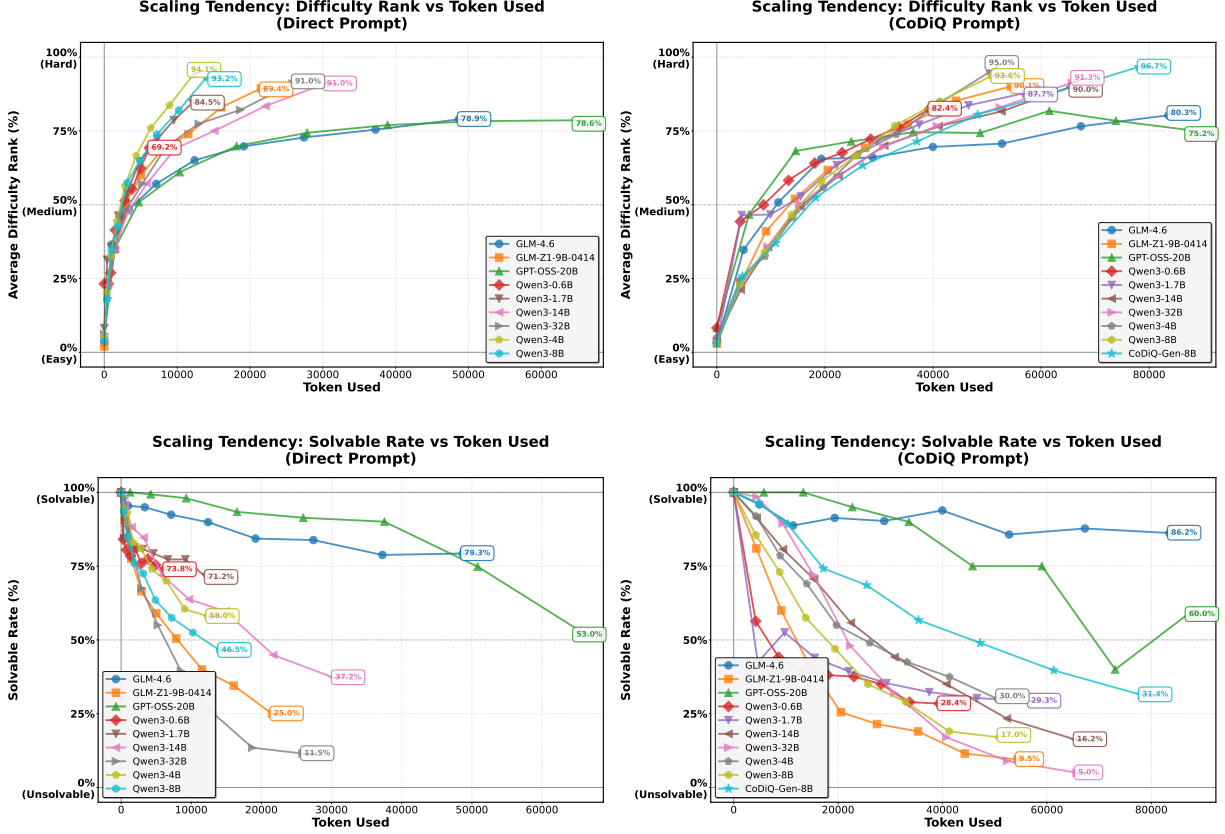 Scaling Tendency: Difficulty Rank vs Token Used
(Direct Prompt)
100%
(Hard)
75%
50%
(Medium)
25%
0%
(Easy)
Average Difficulty Rank (%)
0
10000
20000
30000
40000
50000
60000
Token Used
94.1%
93.2%
84.5%
69.2%
89.4%
91.0%
91.0%
78.9%
78.6%
GLM-4.6
GLM-Z1-9B-0414
GPT-OSS-20B
Qwen3-0.6B
Qwen3-1.7B
Qwen3-14B
Qwen3-32B
Qwen3-4B
Qwen3-8B
Scaling Tendency: Difficulty Rank vs Token Used
(CoDiQ Prompt)
100%
(Hard)
75%
50%
(Medium)
25%
0%
(Easy)
Average Difficulty Rank (%)
0
20000
40000
60000
80000
Token Used
95.0%
93.6%
90.1%
82.4%
87.7%
91.3%
90.0%
96.7%
80.3%
75.2%
GLM-4.6
GLM-Z1-9B-0414
GPT-OSS-20B
Qwen3-0.6B
Qwen3-1.7B
Qwen3-14B
Qwen3-32B
Qwen3-4B
Qwen3-8B
CoDiQ-Gen-8B
Scaling Tendency: Solvable Rate vs Token Used
(Direct Prompt)
100%
(Solvable)
75%
50%
25%
0%
(Unsolvable)
Solvable Rate (%)
0
10000
20000
30000
40000
50000
60000
Token Used
79.3%
73.8%
71.2%
58.0%
53.0%
46.5%
37.2%
25.0%
11.5%
GLM-4.6
GLM-Z1-9B-0414
GPT-OSS-20B
Qwen3-0.6B
Qwen3-1.7B
Qwen3-14B
Qwen3-32B
Qwen3-4B
Qwen3-8B
Scaling Tendency: Solvable Rate vs Token Used
(CoDiQ Prompt)
100%
(Solvable)
75%
50%
25%
0%
(Unsolvable)
Solvable Rate (%)
0
20000
40000
60000
80000
Token Used
86.2%
60.0%
31.4%
30.0%
29.3%
28.4%
17.0%
16.2%
9.5%
5.0%
GLM-4.6
GLM-Z1-9B-0414
GPT-OSS-20B
Qwen3-0.6B
Qwen3-1.7B
Qwen3-14B
Qwen3-32B
Qwen3-4B
Qwen3-8B
CoDiQ-Gen-8B